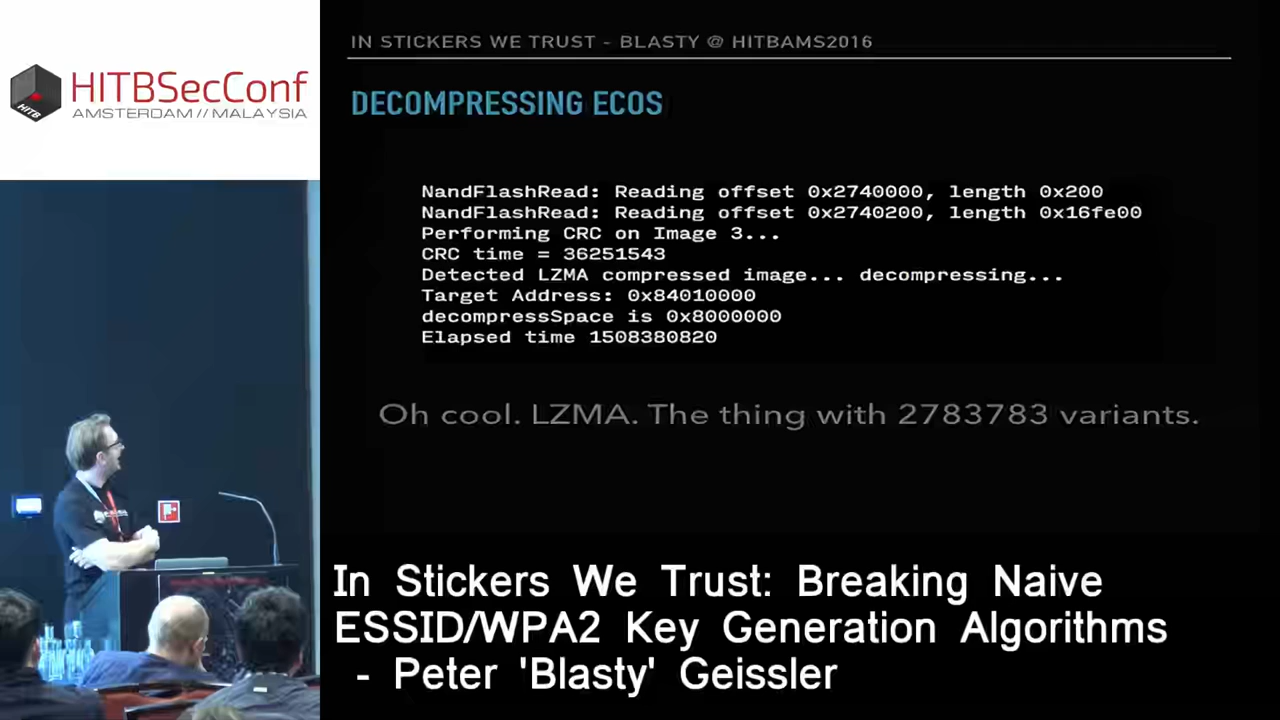 HITBSecConf
AMSTERDAM//MALAYSIA
HITB
IN STICKERS WE TRUST - BLASTY @ HITBAMS2016
DECOMPRESSING ECOS
NandFlashRead: Reading offset 0x2740000, length 0x200
NandFlashRead: Reading offset 0x2740200, length 0x16fe00
Performing CRC on Image 3...
CRC time = 36251543
Detected LZMA compressed image... decompressing...
Target Address: 0x84010000
decompressSpace is 0x8000000
Elapsed time 1508380820
Oh cool. LZMA. The thing with 2783783 variants.
In Stickers We Trust: Breaking Naive
ESSID/WPA2 Key Generation Algorithms
- Peter 'Blasty' Geissler